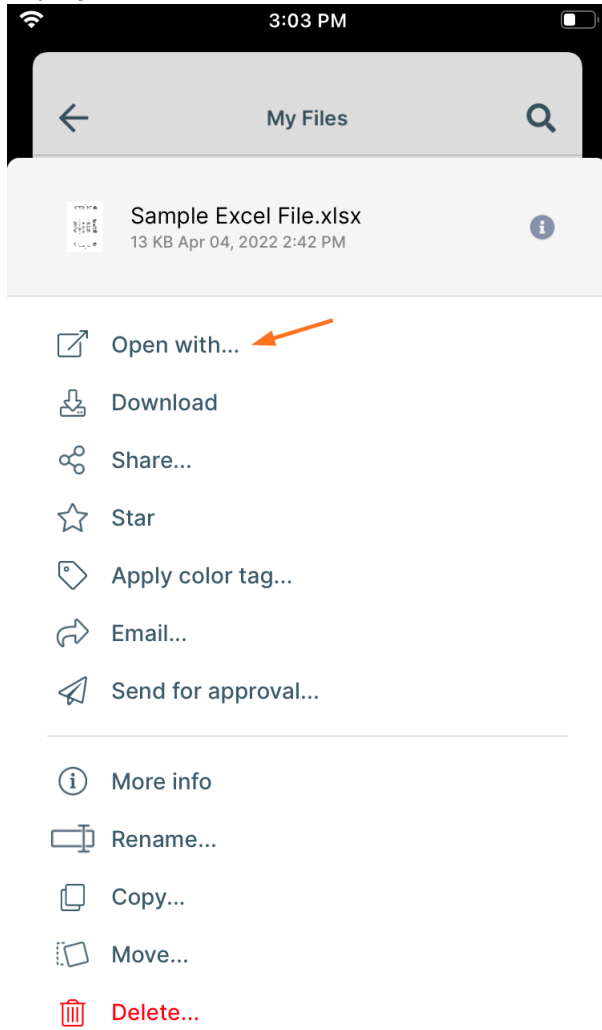 3:03 PM
My Files
Sample Excel File.xlsx
13 KB Apr 04, 2022 2:42 PM
Open with...
Download
Share...
Star
Apply color tag...
Email...
Send for approval...
More info
Rename...
Copy...
Move...
Delete...